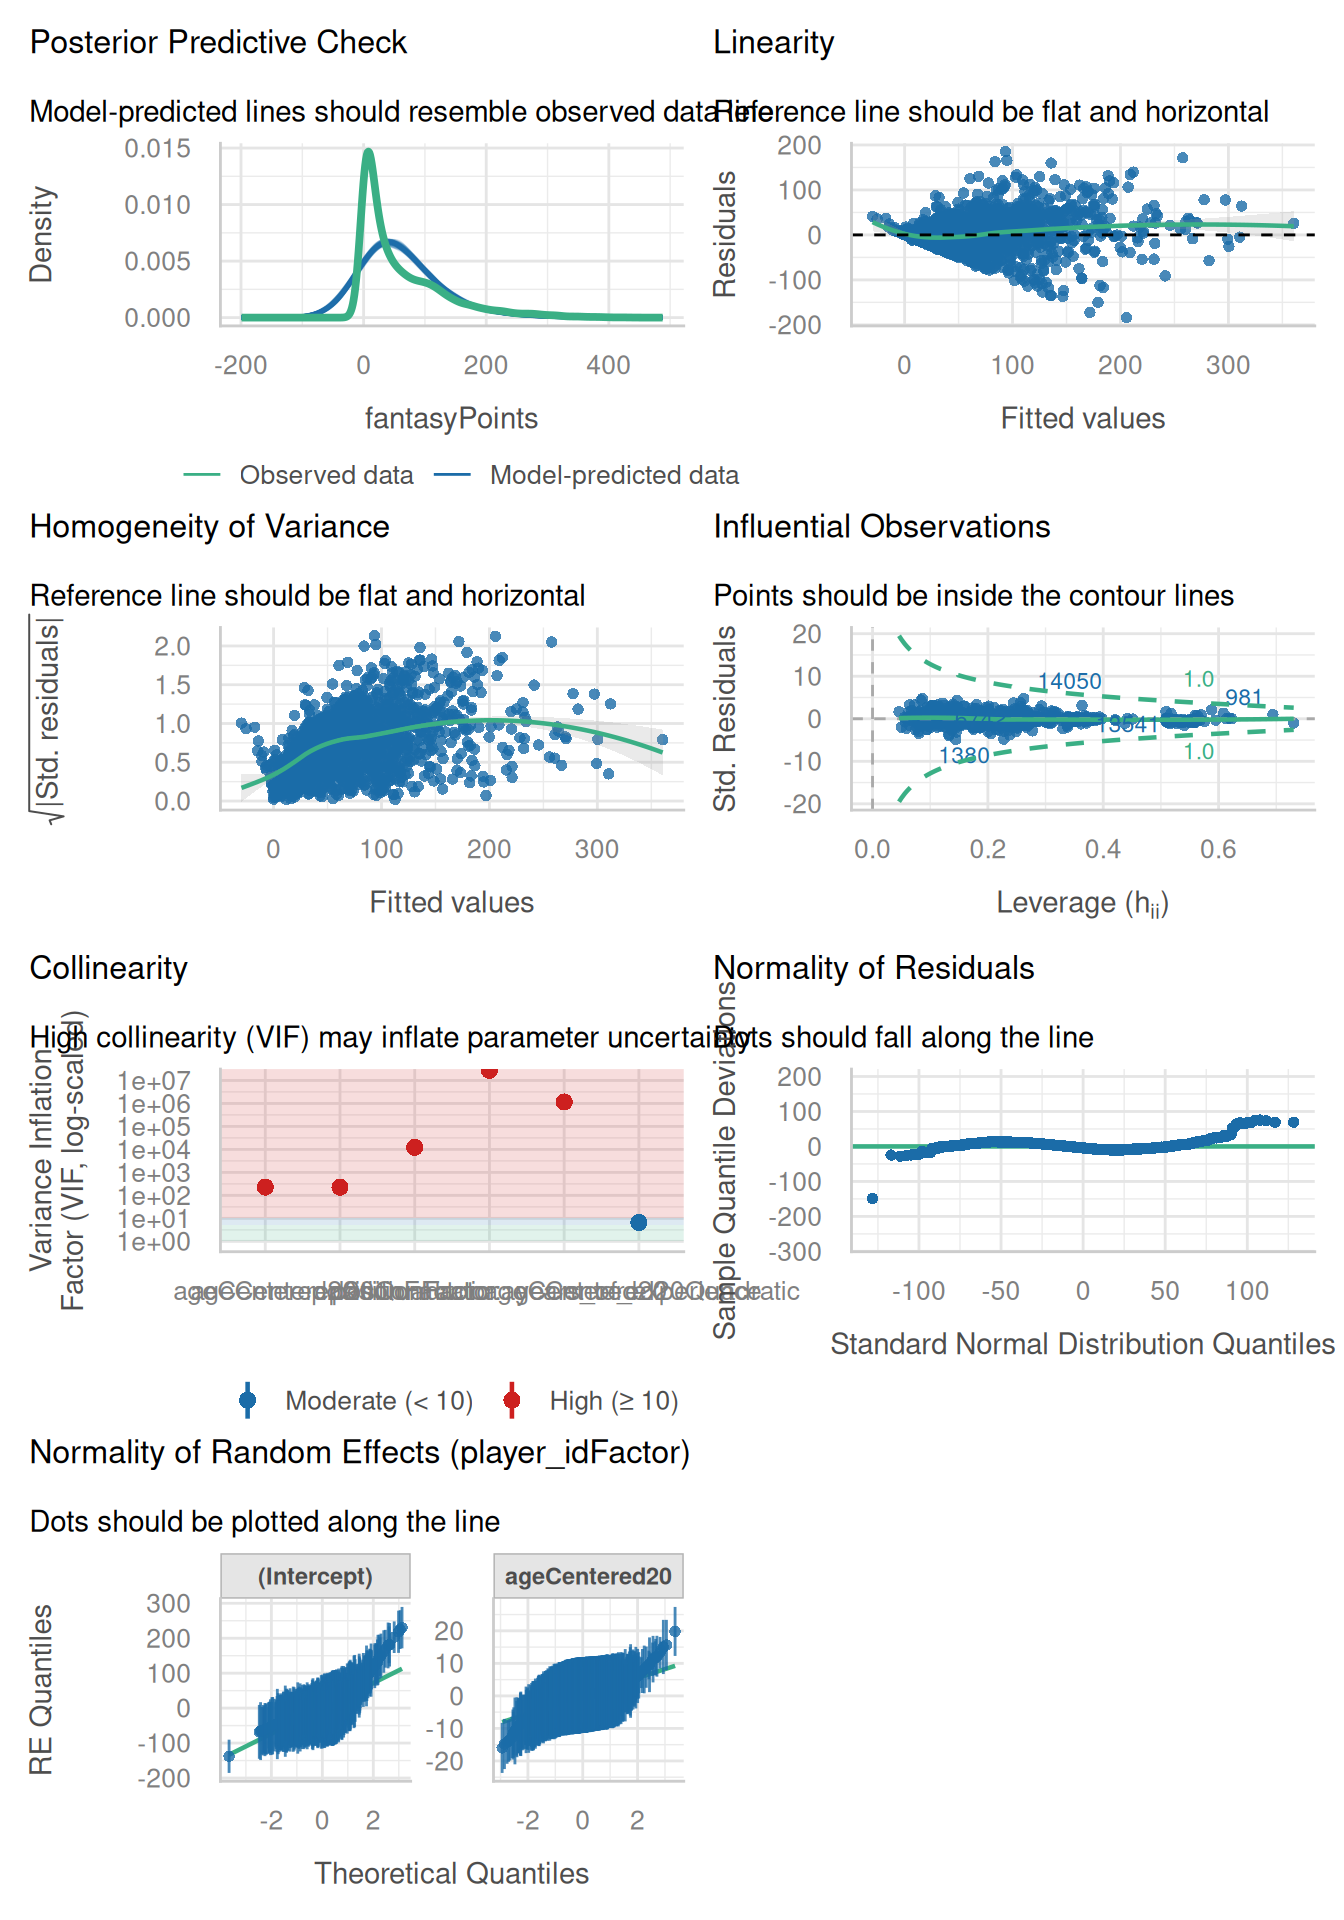 Posterior Predictive Check
Model-predicted lines should resemble observed data line
Density
0.015
0.010
0.005
0.000
-200 0 200 400
fantasyPoints
Observed data Model-predicted data
Linearity
Reference line should be flat and horizontal
Residuals
200
100
0
-100
-200
0 100 200 300
Fitted values
Homogeneity of Variance
Reference line should be flat and horizontal
√|Std. residuals|
2.0
1.5
1.0
0.5
0.0
0 100 200 300
Fitted values
Influential Observations
Points should be inside the contour lines
Std. Residuals
20
10
0
-10
-20
14050
1.0
981
13541
1380
1.0
0.0 0.2 0.4 0.6
Leverage (hii)
Collinearity
High collinearity (VIF) may inflate parameter uncertainty
Variance Inflation
Factor (VIF, log-scaled)
1e+07
1e+06
1e+05
1e+04
1e+03
1e+02
1e+01
1e+00
Moderate (< 10) High (≥ 10)
Normality of Residuals
Dots should fall along the line
Sample Quantile Deviations
200
100
0
-100
-200
-300
-100 -50 0 50 100
Standard Normal Distribution Quantiles
Normality of Random Effects (player_idFactor)
Dots should be plotted along the line
(Intercept) ageCentered20
RE Quantiles
300
200
100
0
-100
-200
20
10
0
-10
-20
-2 0 2 -2 0 2
Theoretical Quantiles